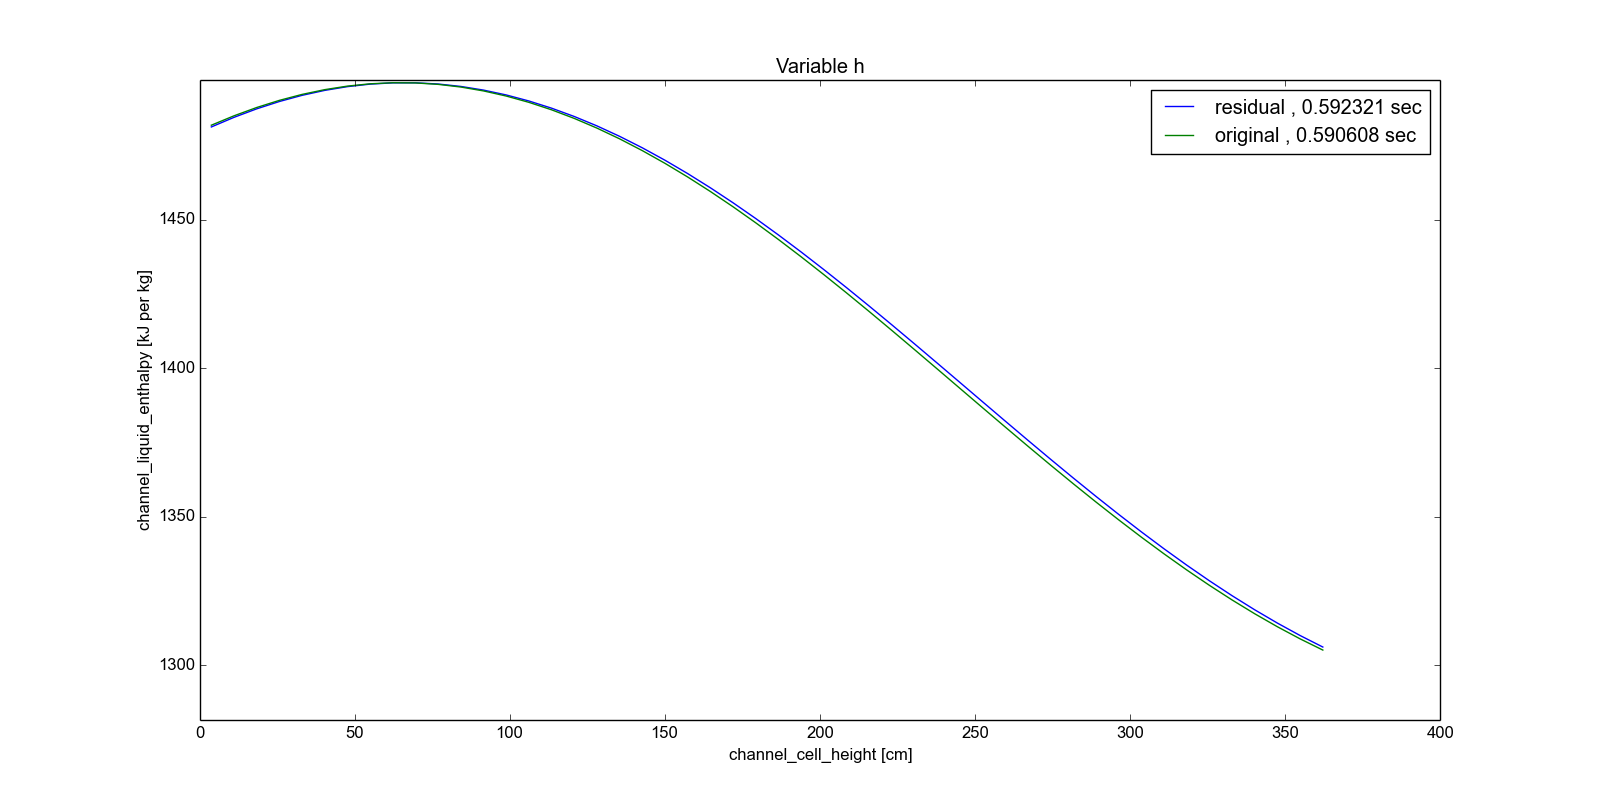 Variable h
residual , 0.592321 sec
original , 0.590608 sec
channel_liquid_enthalpy [kJ per kg]
1450
1400
1350
1300
0 50 100 150 200 250 300 350 400
channel_cell_height [cm]